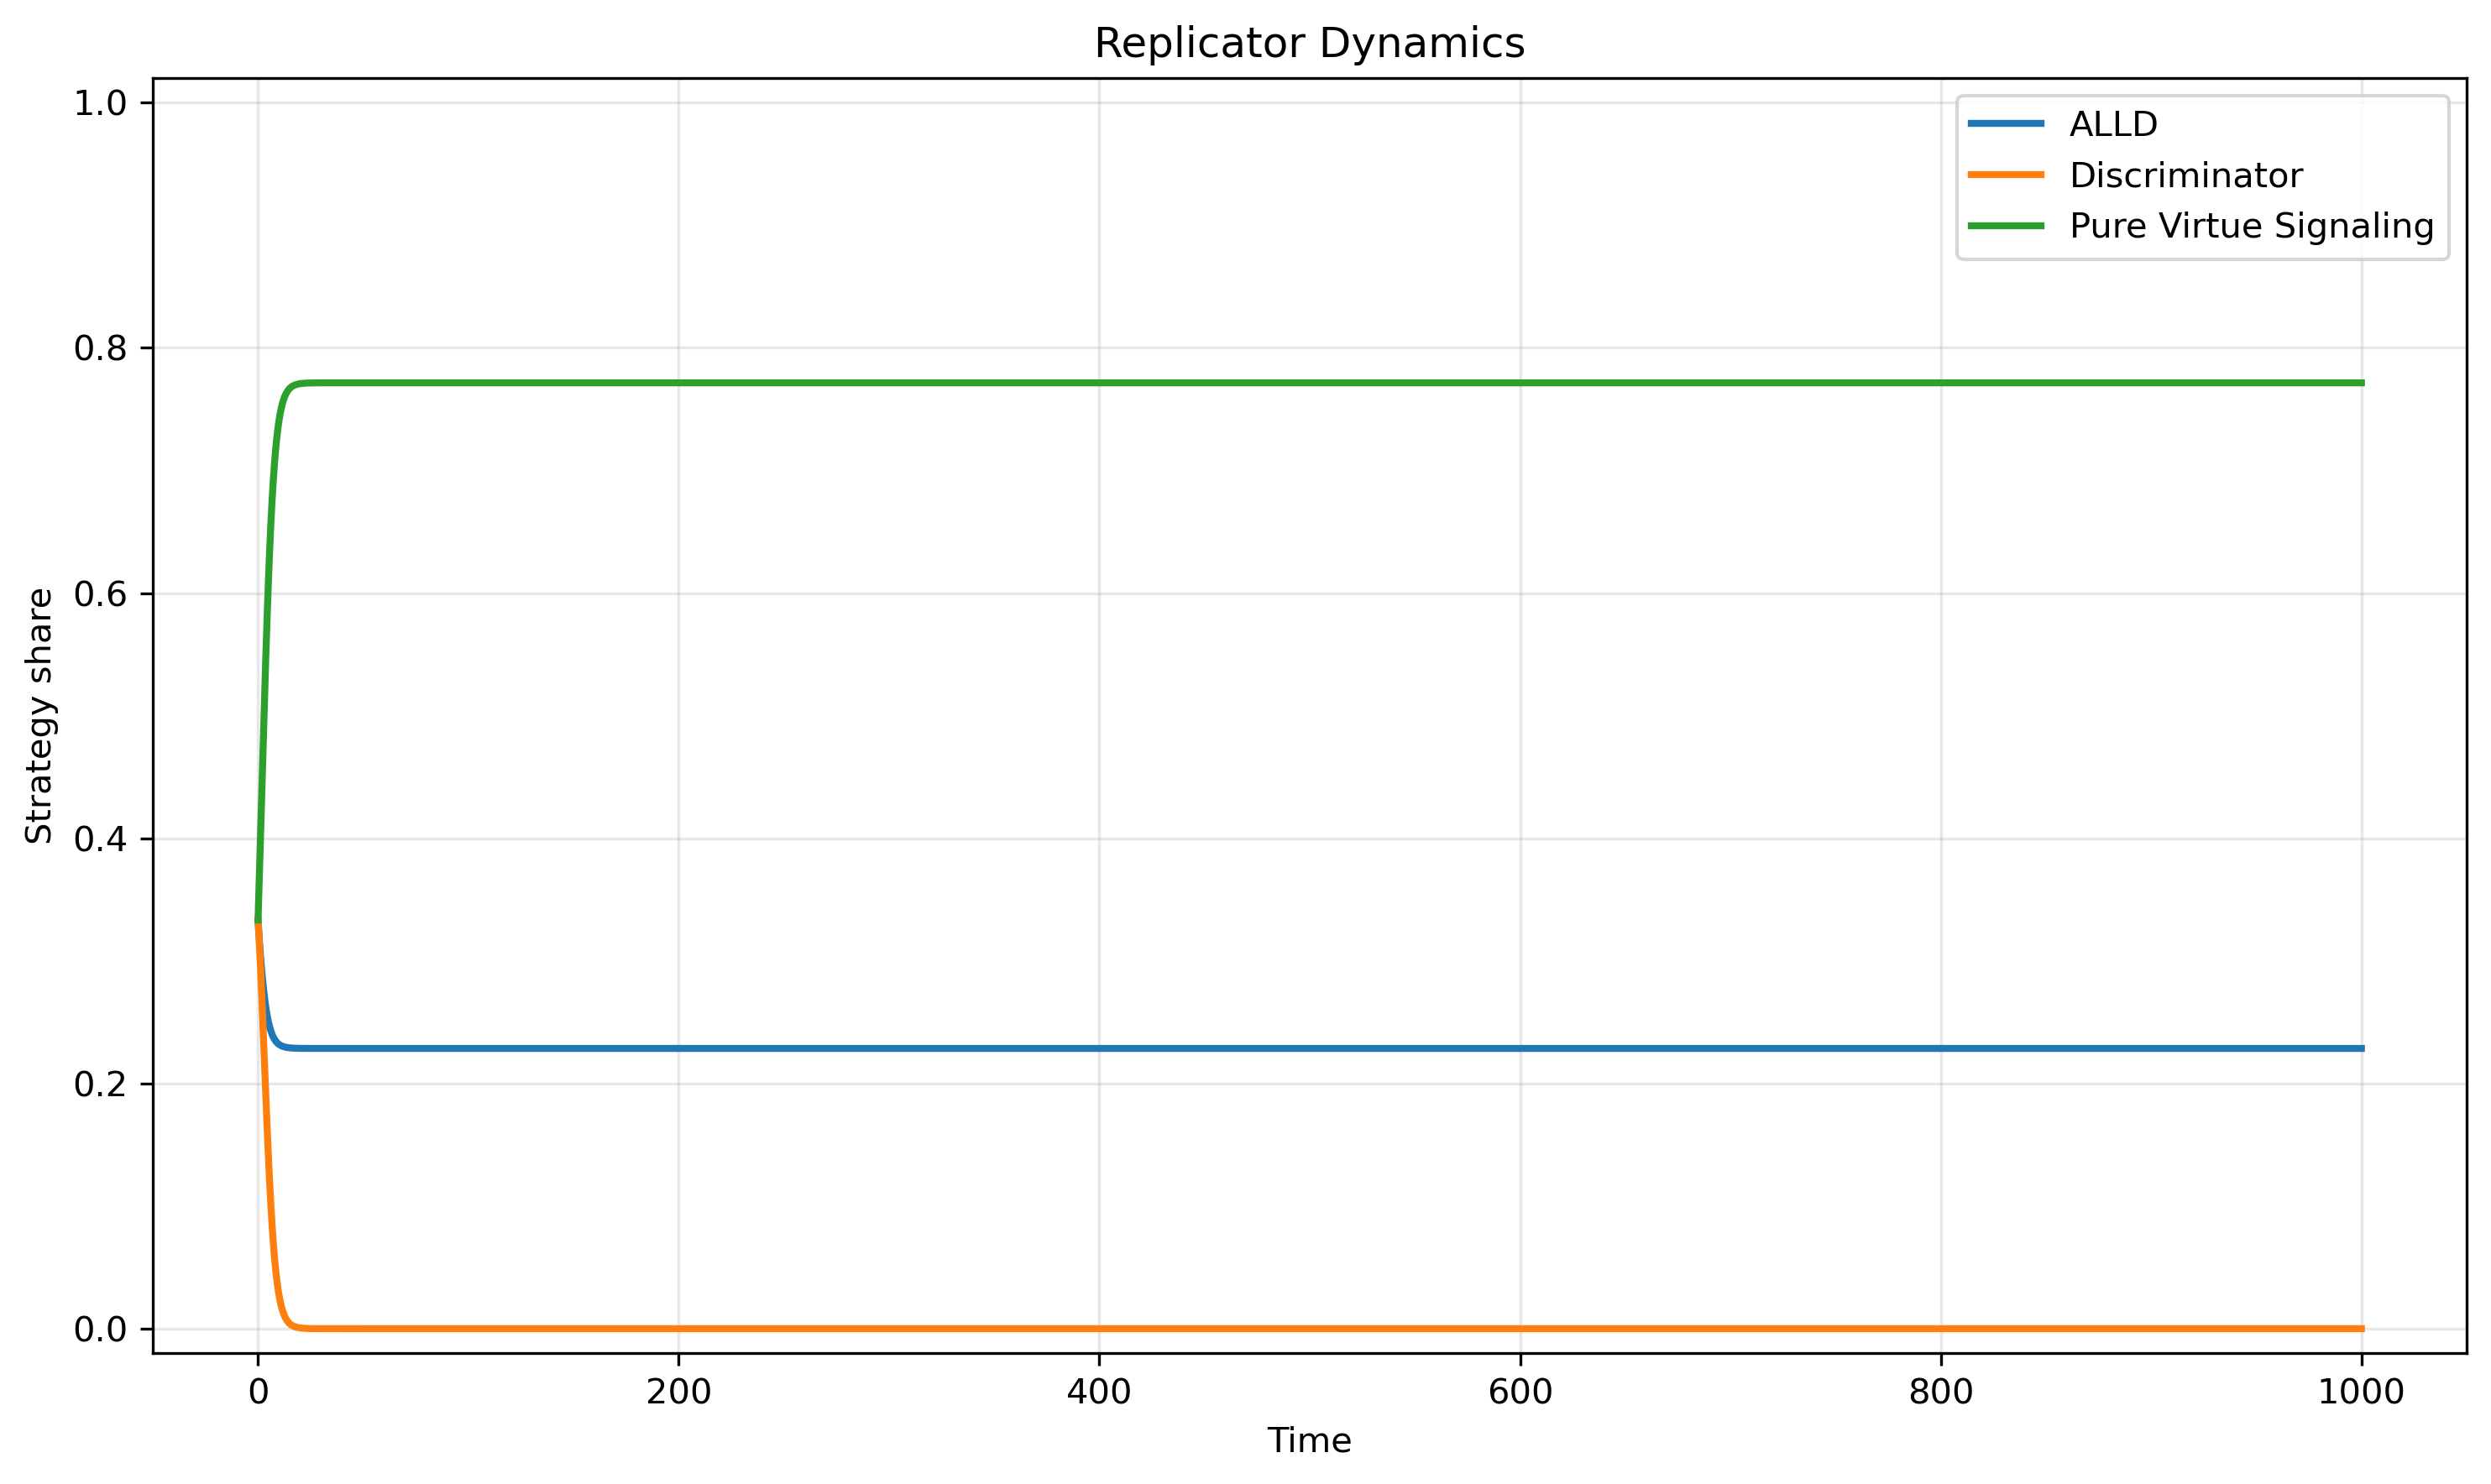 Replicator Dynamics
1.0
0.8
0.6
0.4
0.2
0.0
Strategy share
ALLD
Discriminator
Pure Virtue Signaling
0
200
400
600
800
1000
Time